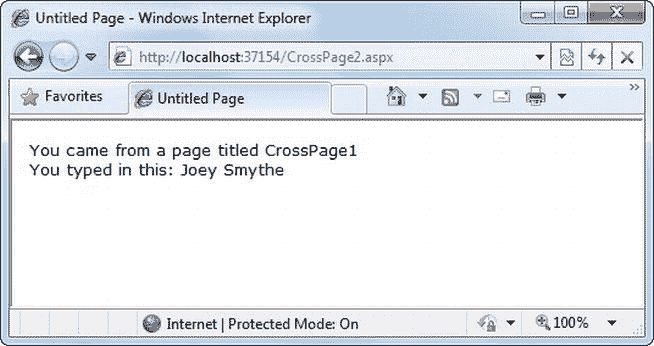 Untitled Page - Windows Internet Explorer
http://localhost:37154/CrossPage2.aspx
Favorites
Untitled Page
»
You came from a page titled CrossPage1
You typed in this: Joey Smythe
Internet | Protected Mode: On
100%